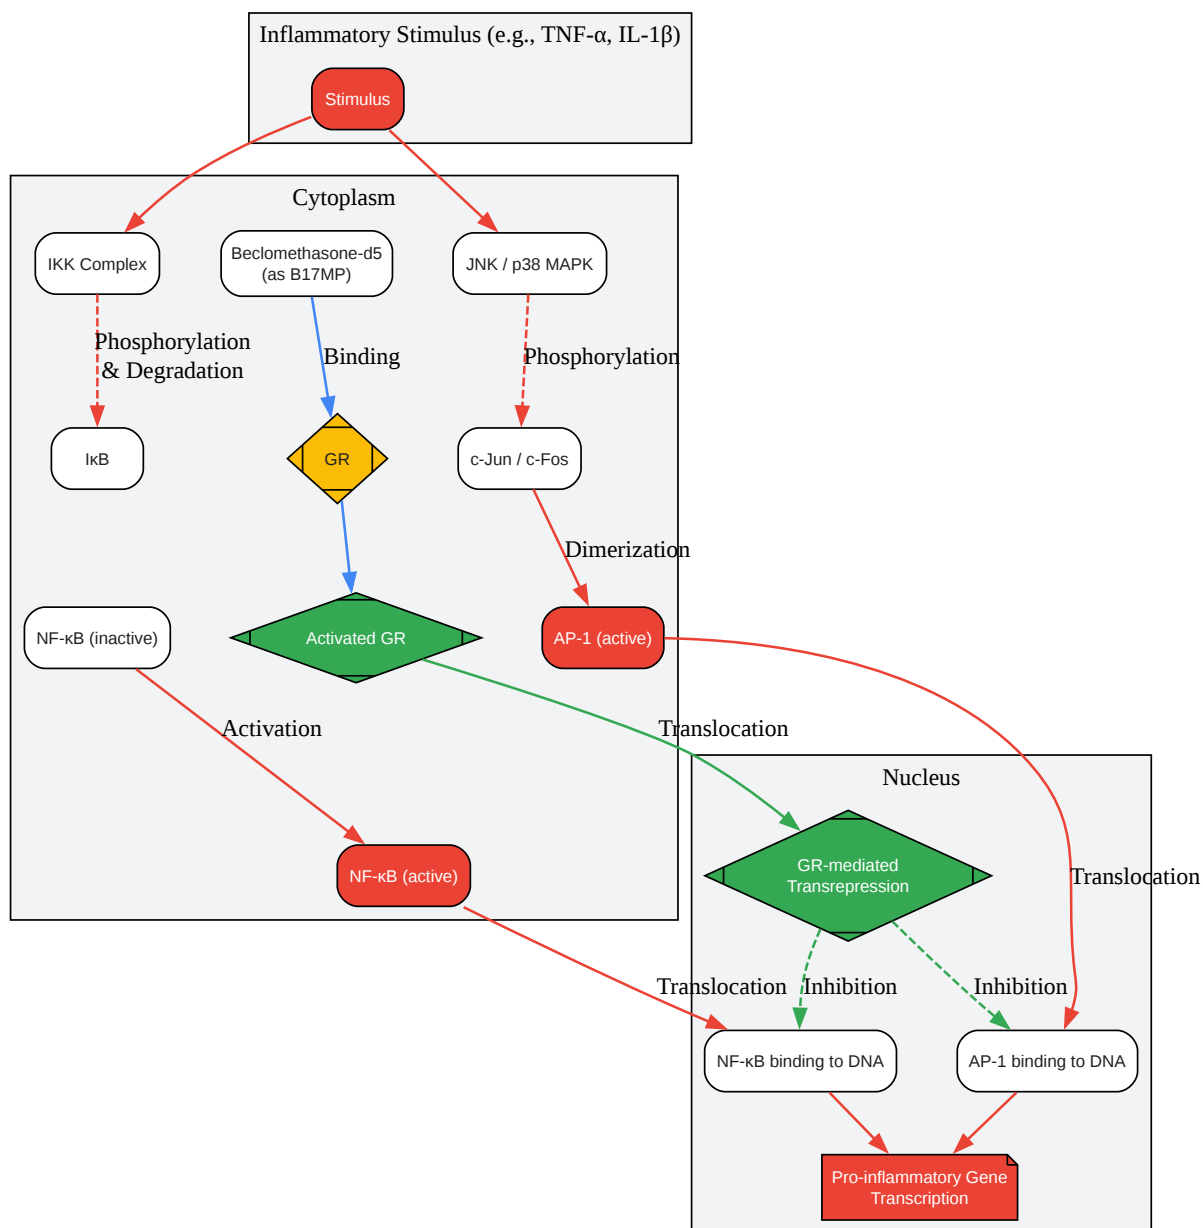 Inflammatory Stimulus (e.g., TNF-α, IL-1β)
Stimulus
Cytoplasm
IKK Complex
Beclomethasone-d5
(as B17MP)
JNK / p38 MAPK
Phosphorylation
& Degradation
Binding
Phosphorylation
IκB
GR
c-Jun / c-Fos
Dimerization
NF-κB (inactive)
Activated GR
AP-1 (active)
Activation
Translocation
Nucleus
NF-κB (active)
GR-mediated
Transrepression
Translocation
Translocation
Inhibition
Inhibition
NF-κB binding to DNA
AP-1 binding to DNA
Pro-inflammatory Gene
Transcription